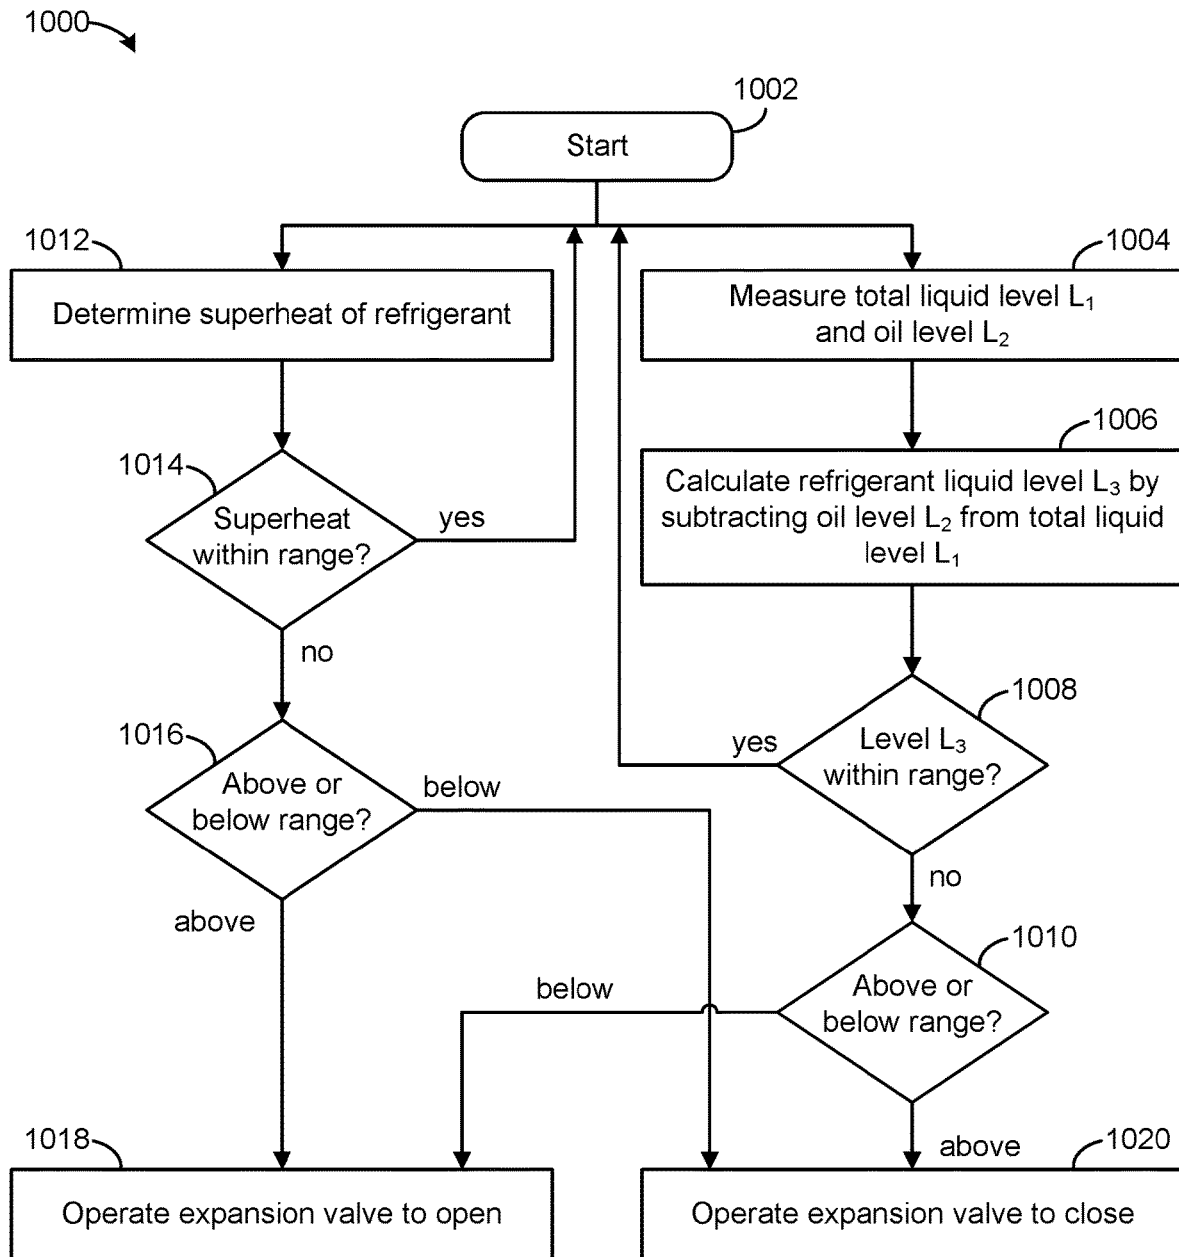 1000
1002
Start
1012
1004
Determine superheat of refrigerant
Measure total liquid level L₁
and oil level L₂
1006
Calculate refrigerant liquid level L₃ by
subtracting oil level L₂ from total liquid
level L₁
1014
Superheat
within range?
yes
no
1008
Level L₃
within range?
yes
no
1016
Above or
below range?
below
above
1010
Above or
below range?
below
above
1018
Operate expansion valve to open
1020
Operate expansion valve to close